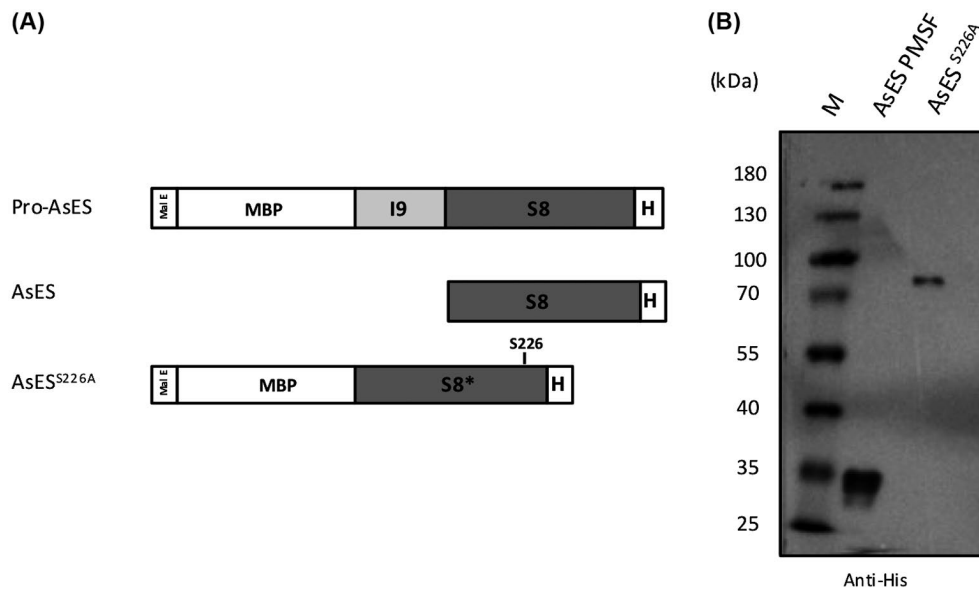 (A)
Pro-AsES
Mal E MBP I9 S8 H
AsES
S8 H
S226
AsES^S226A
Mal E MBP S8* H
(B)
(kDa)
M
AsES PMSF
AsES^S226A
180
130
100
70
55
40
35
25
Anti-His